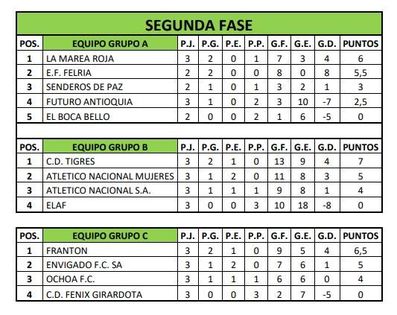 SEGUNDA FASE
POS. EQUIPO GRUPO A P.J. P.G. P.E. P.P. G.F. G.E. G.D. PUNTOS
1 LA MAREA ROJA 3 2 0 1 7 3 4 6
2 E.F. FELRIA 2 2 0 0 8 0 8 5,5
3 SENDEROS DE PAZ 2 1 0 1 3 2 1 3
4 FUTURO ANTIOQUIA 3 1 0 2 3 10 -7 2,5
5 EL BOCA BELLO 2 0 0 2 1 6 -5 0
POS. EQUIPO GRUPO B P.J. P.G. P.E. P.P. G.F. G.E. G.D. PUNTOS
1 C.D. TIGRES 3 2 1 0 13 9 4 7
2 ATLETICO NACIONAL MUJERES 3 1 2 0 11 8 3 5
3 ATLETICO NACIONAL S.A. 3 1 1 1 9 8 1 4
4 ELAF 3 0 0 3 10 18 -8 0
POS. EQUIPO GRUPO C P.J. P.G. P.E. P.P. G.F. G.E. G.D. PUNTOS
1 FRANTON 3 2 1 0 9 5 4 6,5
2 ENVIGADO F.C. SA 3 1 2 0 7 6 1 5
3 OCHOA F.C. 3 1 1 1 6 6 0 4
4 C.D. FENIX GIRARDOTA 3 0 0 3 2 7 -5 0